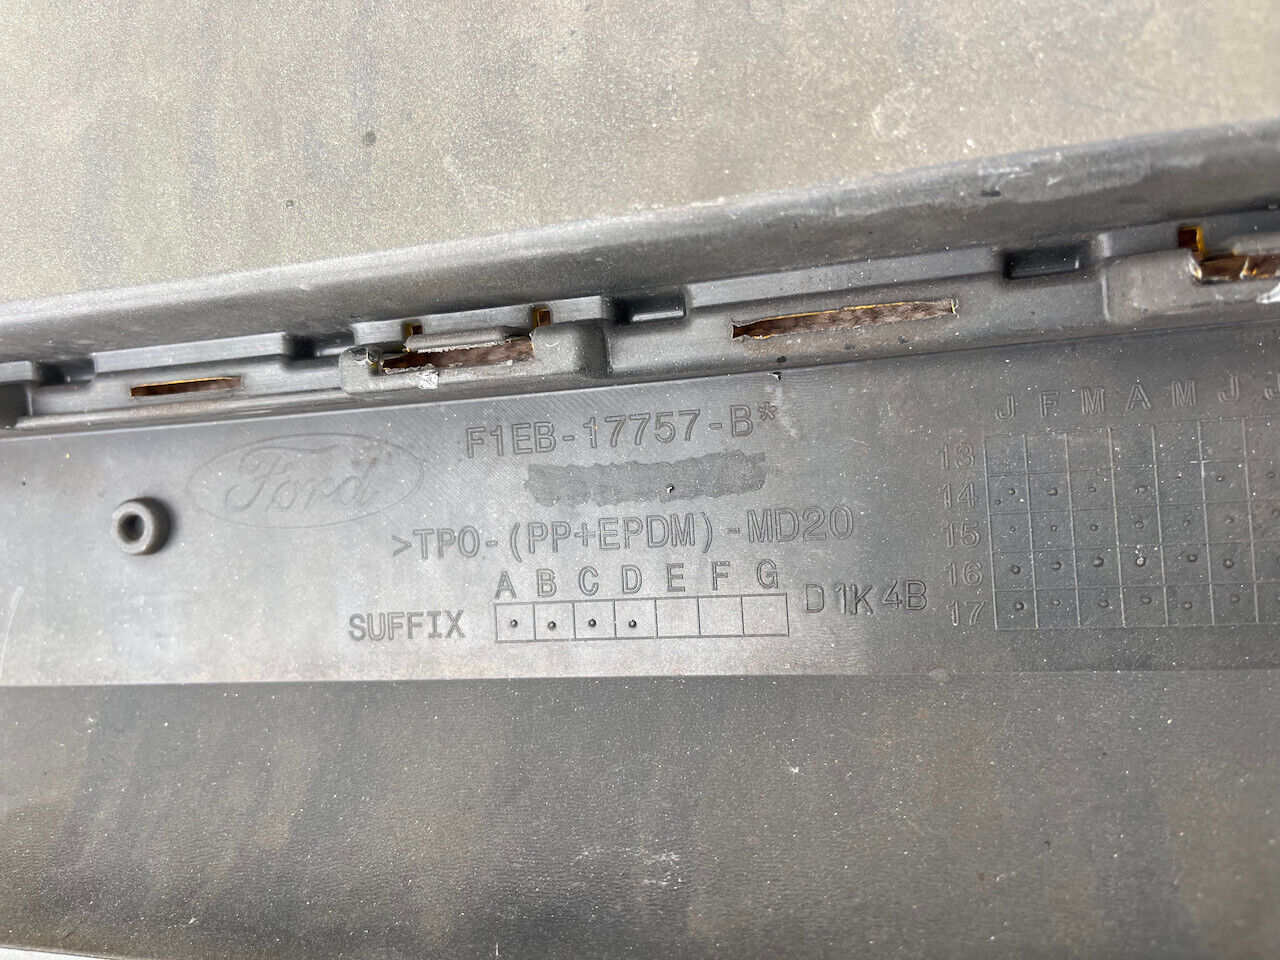 Ford
F1EB-17757-B*
>TPO-(PP+EPDM)-MD20
A B C D E F G
SUFFIX
D1K4B
J F M A M J J
13
14
15
16
17